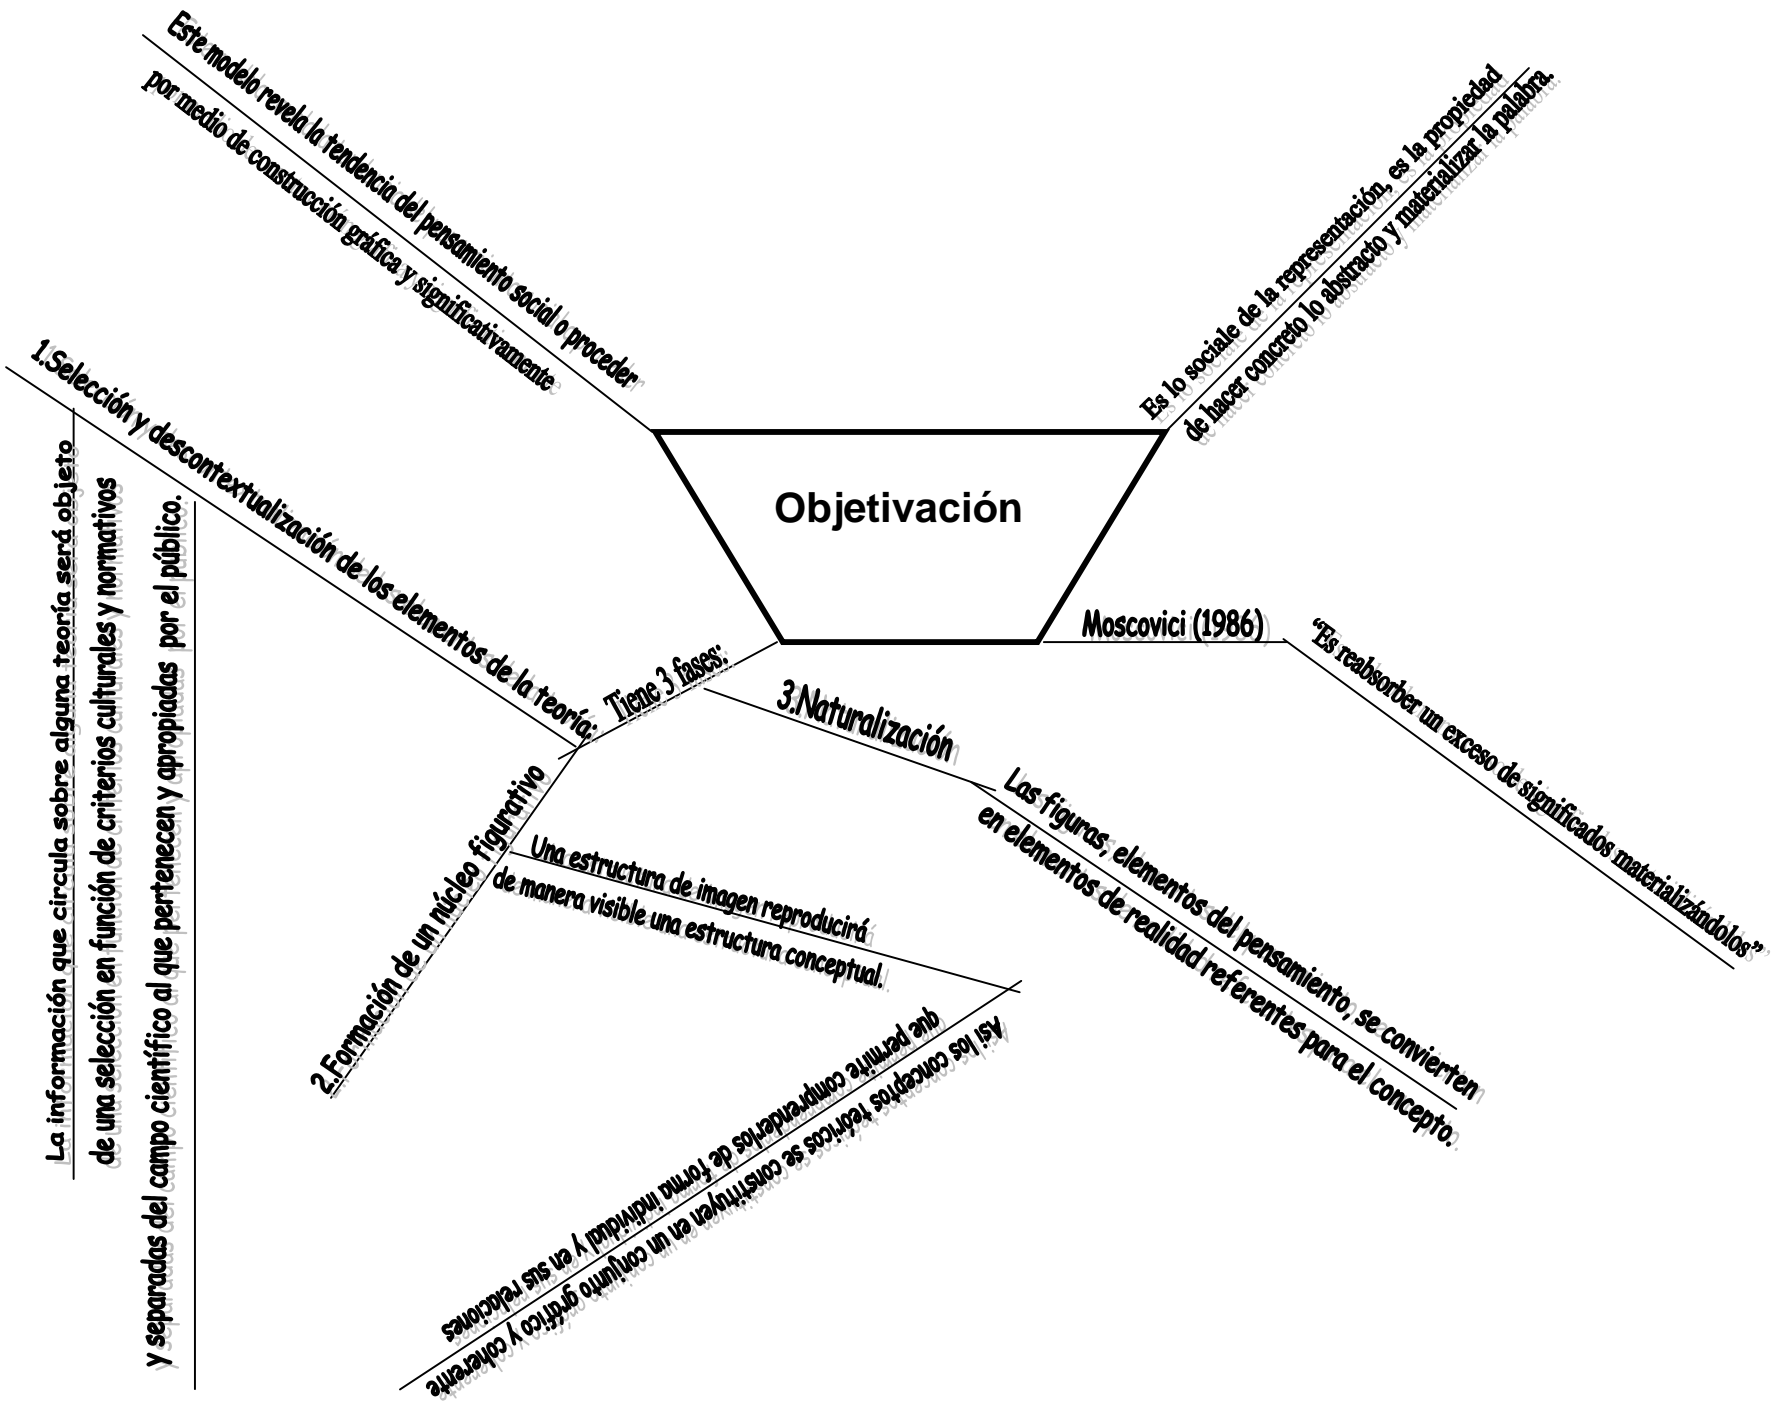 Este modelo revela la tendencia del pensamiento social o proceder
por medio de construcción gráfica y significativamente
Es lo sociale de la representación, es la propiedad
de hacer concreto lo abstracto y materializar la palabra.
Objetivación
Moscovici (1986)
“Es reabsorber un exceso de significados materializándolos”
Tiene 3 fases:
1.Selección y descontextualización de los elementos de la teoría:
La información que circula sobre alguna teoría será objeto
de una selección en función de criterios culturales y normativos
y separadas del campo científico al que pertenecen y apropiadas por el público.
2.Formación de un núcleo figurativo
Una estructura de imagen reproducirá
de manera visible una estructura conceptual.
Así los conceptos teóricos se constituyen en un conjunto gráfico y coherente
que permite comprenderlos de forma individual y en sus relaciones
3.Naturalización
Las figuras, elementos del pensamiento, se convierten
en elementos de realidad referentes para el concepto.